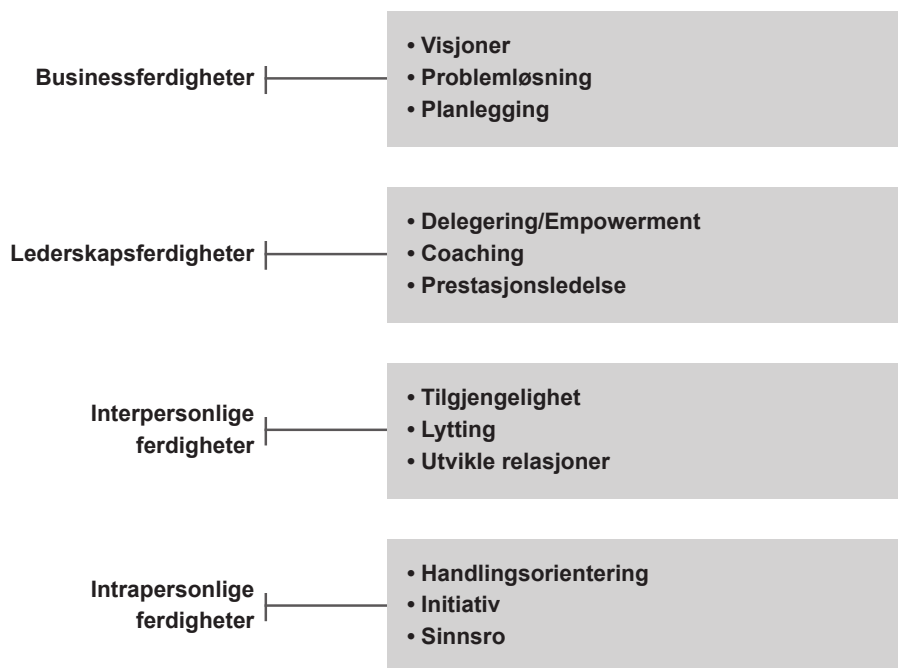 Businessferdigheter
• Visjoner
• Problemløsning
• Planlegging
Lederskapsferdigheter
• Delegering/Empowerment
• Coaching
• Prestasjonsledelse
Interpersonlige
ferdigheter
• Tilgjengelighet
• Lytting
• Utvikle relasjoner
Intrapersonlige
ferdigheter
• Handlingsorientering
• Initiativ
• Sinnsro